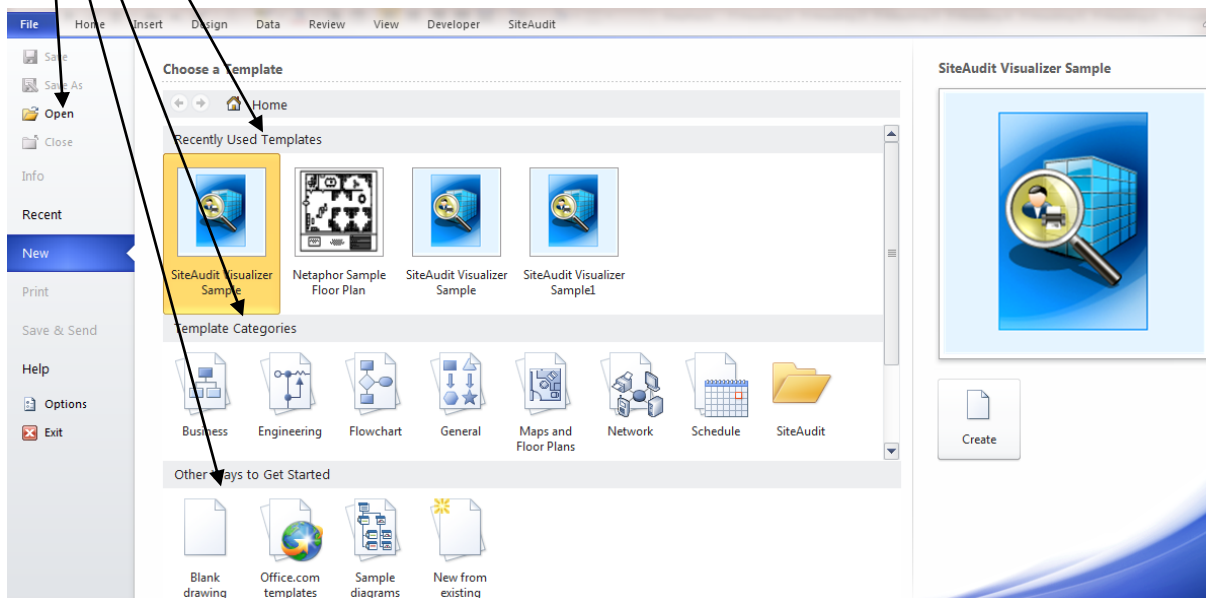 File Home Insert Design Data Review View Developer SiteAudit
Save
Save As
Open
Close
Info
Recent
New
Print
Save & Send
Help
Options
Exit
Choose a Template
Home
Recently Used Templates
SiteAudit Visualizer Sample
Netaphor Sample Floor Plan
SiteAudit Visualizer Sample
SiteAudit Visualizer Sample1
Template Categories
Business
Engineering
Flowchart
General
Maps and Floor Plans
Network
Schedule
SiteAudit
Other Ways to Get Started
Blank drawing
Office.com templates
Sample diagrams
New from existing
SiteAudit Visualizer Sample
Create